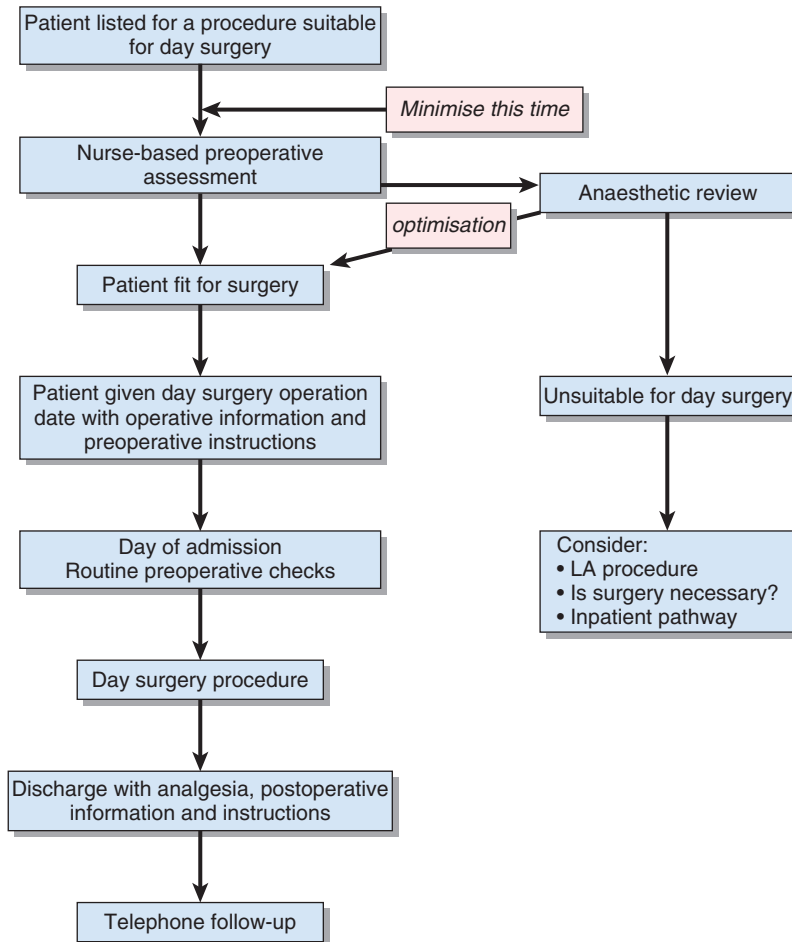 Patient listed for a procedure suitable
for day surgery
Minimise this time
Nurse-based preoperative
assessment
Anaesthetic review
optimisation
Patient fit for surgery
Patient given day surgery operation
date with operative information and
preoperative instructions
Unsuitable for day surgery
Day of admission
Routine preoperative checks
Consider:
• LA procedure
• Is surgery necessary?
• Inpatient pathway
Day surgery procedure
Discharge with analgesia, postoperative
information and instructions
Telephone follow-up